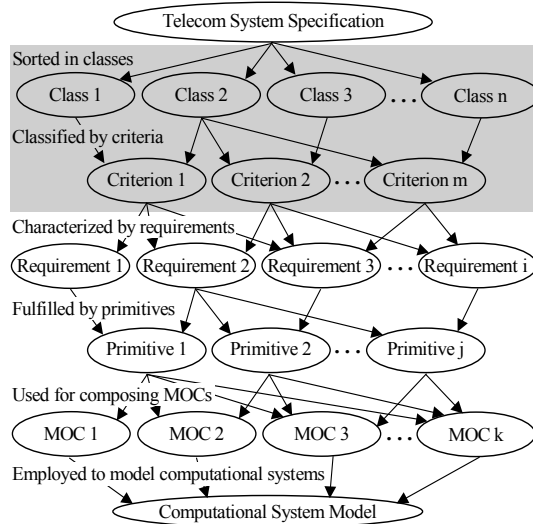 Telecom System Specification
Sorted in classes
Class 1 Class 2 Class 3 ... Class n
Classified by criteria
Criterion 1 Criterion 2 ... Criterion m
Characterized by requirements
Requirement 1 Requirement 2 Requirement 3 ... Requirement i
Fulfilled by primitives
Primitive 1 Primitive 2 ... Primitive j
Used for composing MOCs
MOC 1 MOC 2 MOC 3 ... MOC k
Employed to model computational systems
Computational System Model